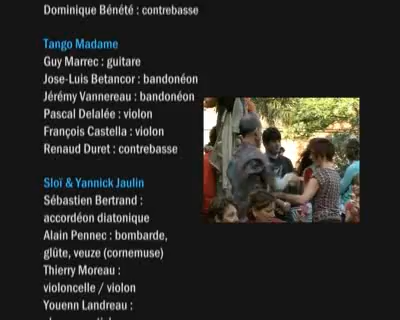 Dominique Bénété : contrebasse
Tango Madame
Guy Marrec : guitare
Jose-Luis Betancor : bandonéon
Jérémy Vannereau : bandonéon
Pascal Delalée : violon
François Castella : violon
Renaud Duret : contrebasse
Sloï & Yannick Jaulin
Sébastien Bertrand :
accordéon diatonique
Alain Pennec : bombarde,
glûte, veuze (cornemuse)
Thierry Moreau :
violoncelle / violon
Youenn Landreau :